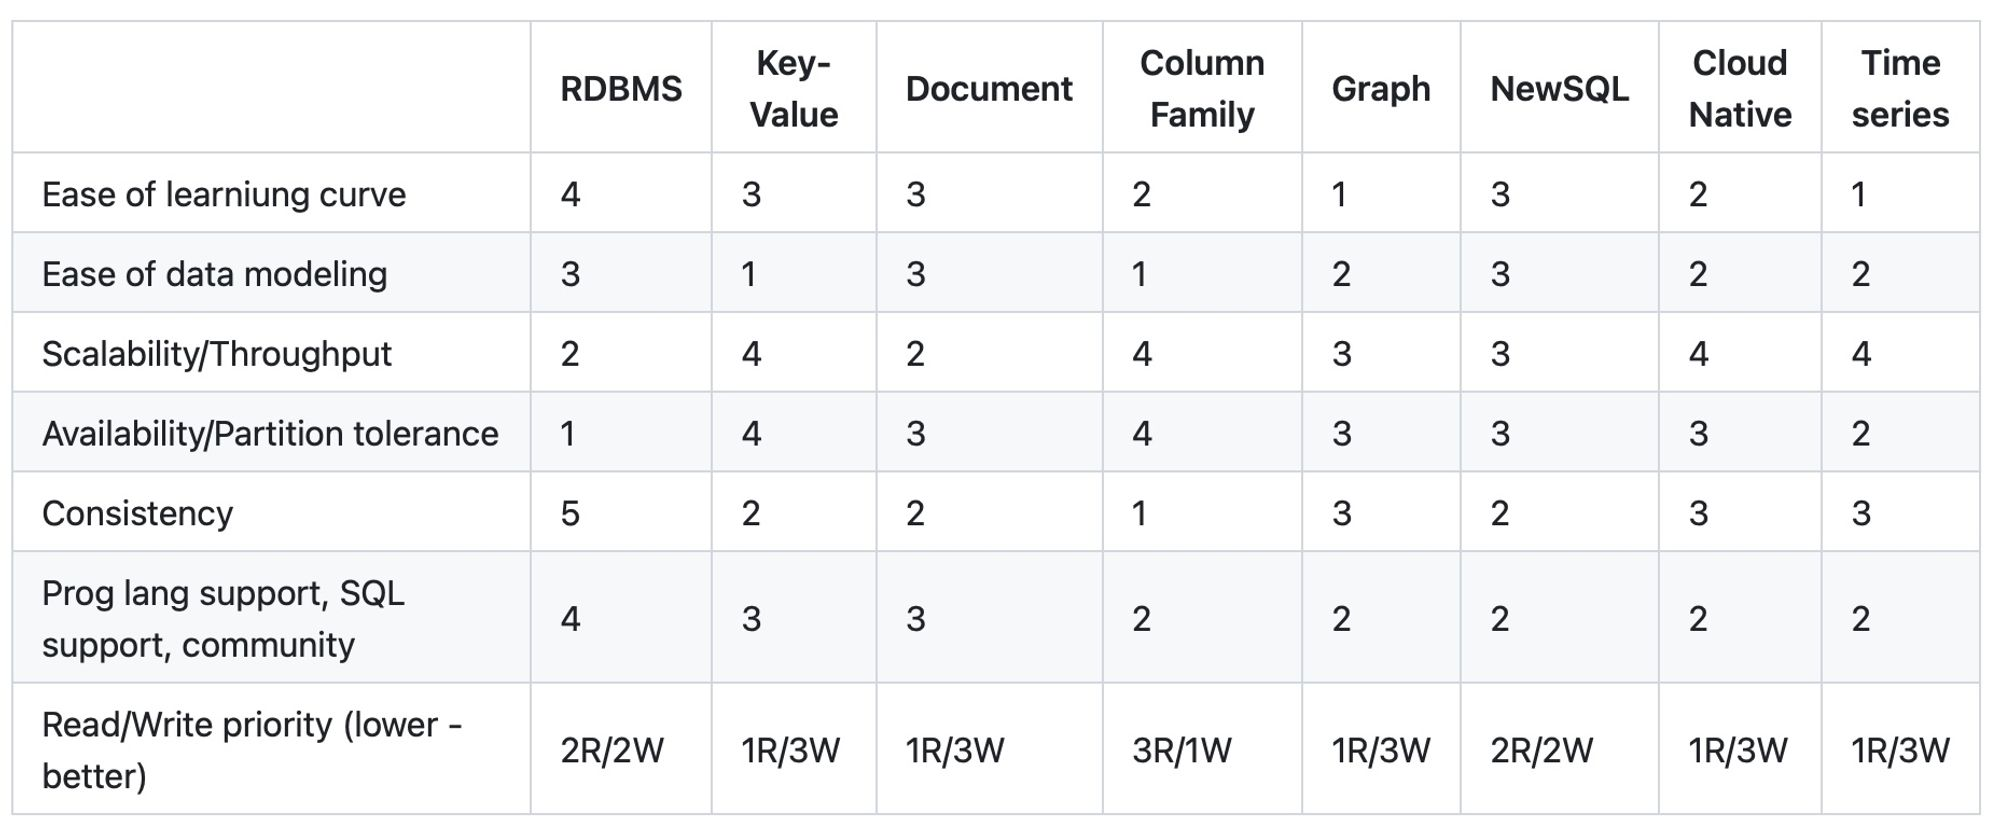 RDBMS Key-Value Document Column Family Graph NewSQL Cloud Native Time series
Ease of learniung curve 4 3 3 2 1 3 2 1
Ease of data modeling 3 1 3 1 2 3 2 2
Scalability/Throughput 2 4 2 4 3 3 4 4
Availability/Partition tolerance 1 4 3 4 3 3 3 2
Consistency 5 2 2 1 3 2 3 3
Prog lang support, SQL support, community 4 3 3 2 2 2 2 2
Read/Write priority (lower - better) 2R/2W 1R/3W 1R/3W 3R/1W 1R/3W 2R/2W 1R/3W 1R/3W